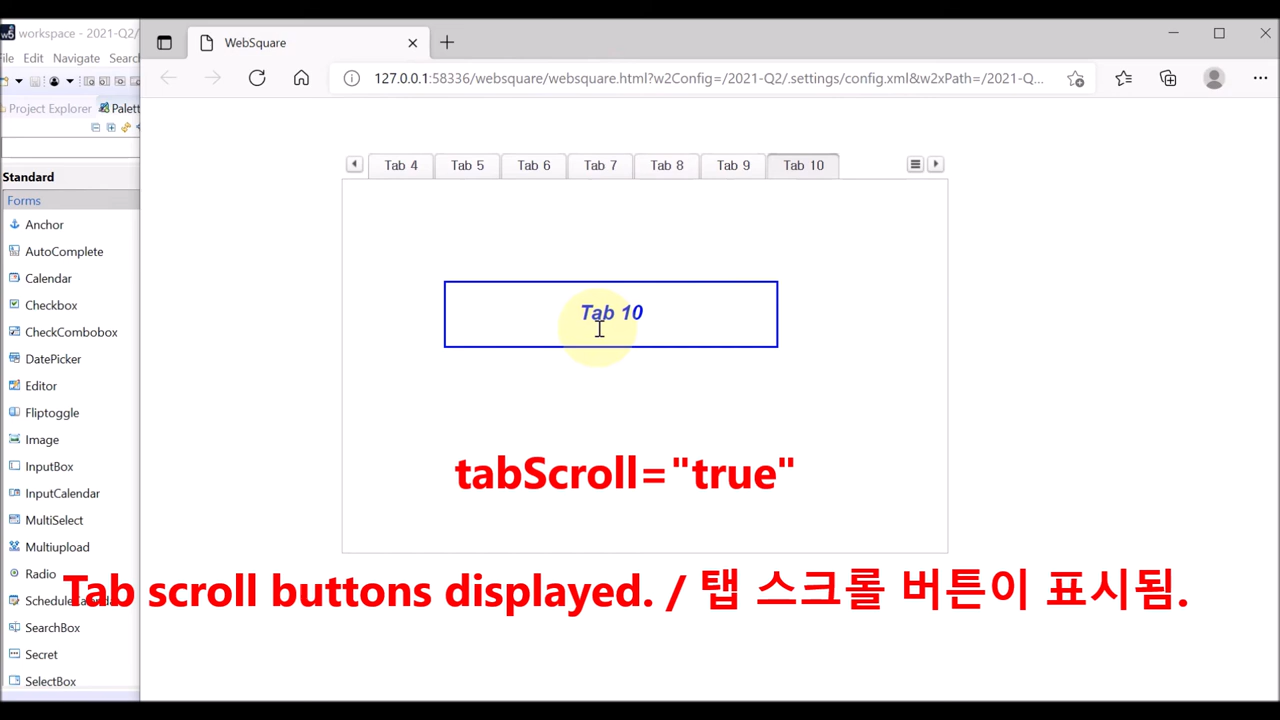 workspace - 2021-Q2/
File Edit Navigate Search
Project Explorer Palett
Standard
Forms
Anchor
AutoComplete
Calendar
Checkbox
CheckCombobox
DatePicker
Editor
Fliptoggle
Image
InputBox
InputCalendar
MultiSelect
Multiupload
Radio
SearchBox
Secret
SelectBox
WebSquare
127.0.0.1:58336/websquare/websquare.html?w2Config=/2021-Q2/.settings/config.xml&w2xPath=/2021-Q...
Tab 4 Tab 5 Tab 6 Tab 7 Tab 8 Tab 9 Tab 10
Tab 10
tabScroll="true"
Tab scroll buttons displayed. / 탭 스크롤 버튼이 표시됨.